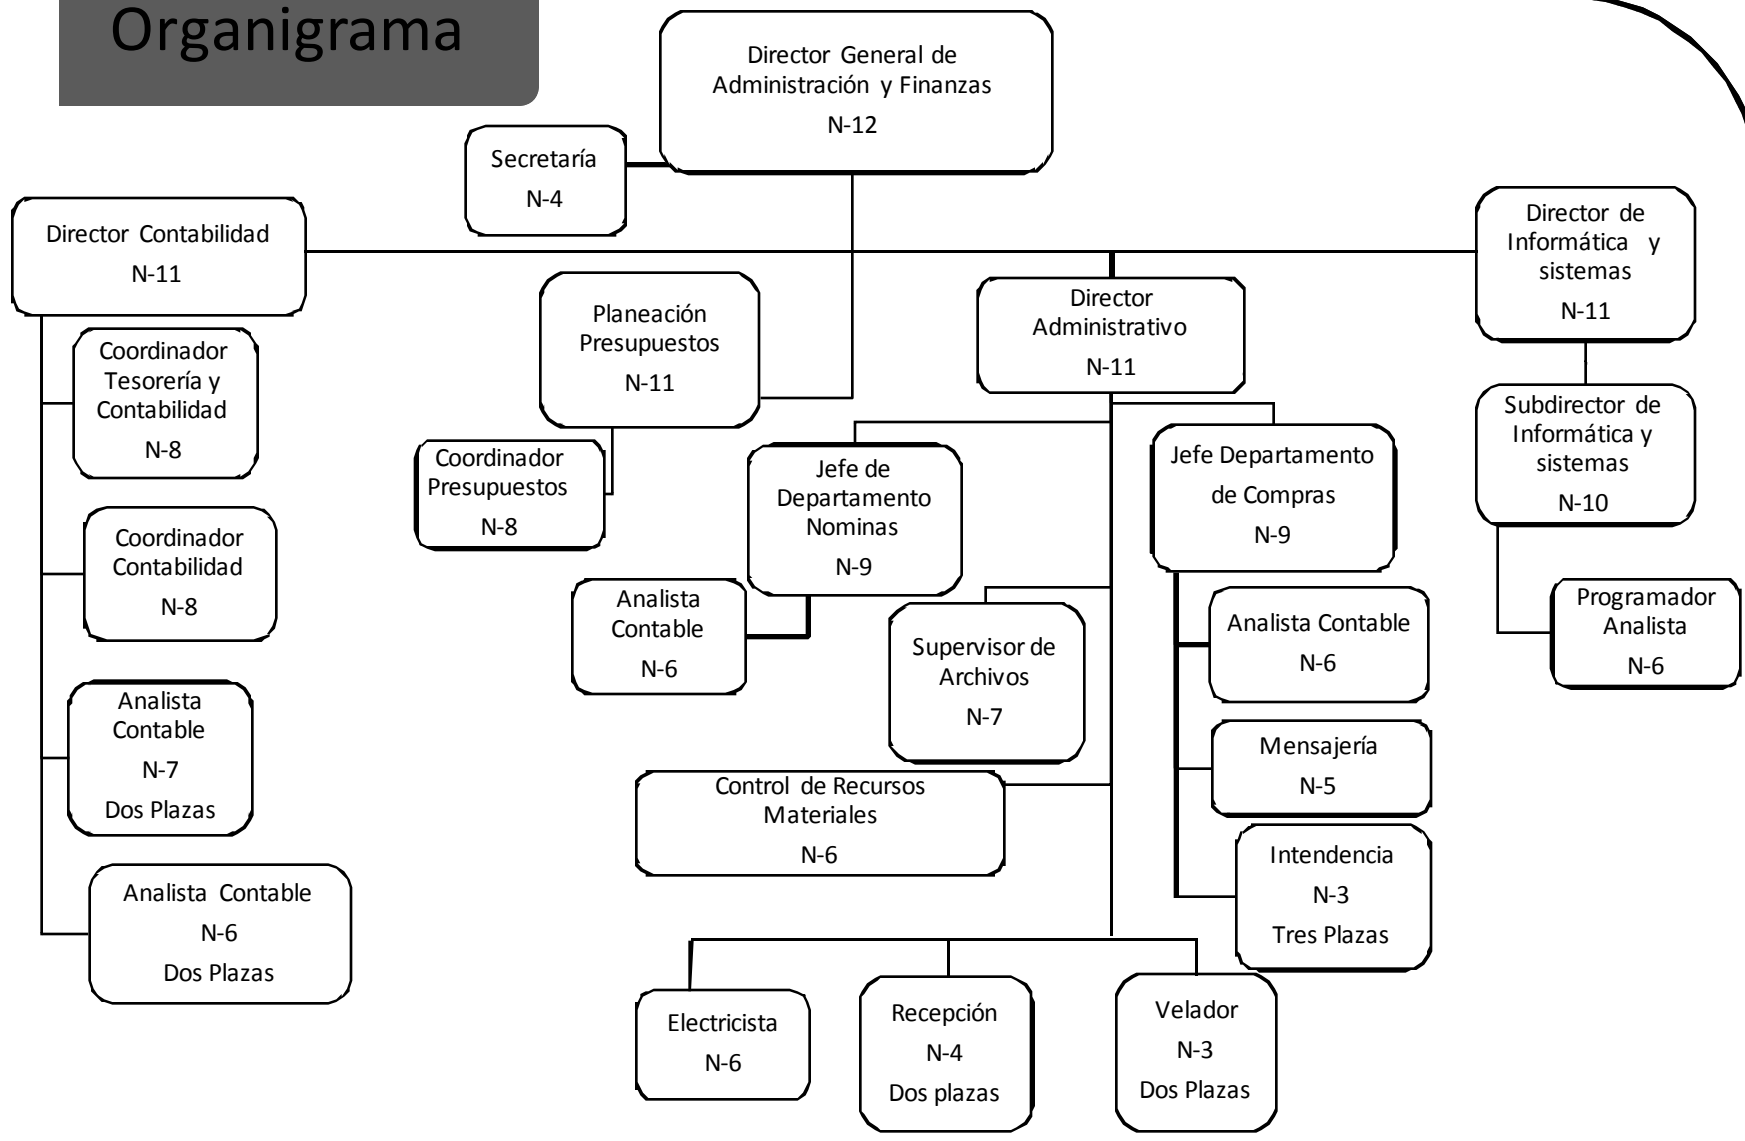 Organigrama
Director General de
Administración y Finanzas
N-12
Secretaría
N-4
Director Contabilidad
N-11
Director de
Informática y
sistemas
N-11
Planeación
Presupuestos
N-11
Director
Administrativo
N-11
Coordinador
Tesorería y
Contabilidad
N-8
Subdirector de
Informática y
sistemas
N-10
Coordinador
Presupuestos
N-8
Jefe de
Departamento
Nominas
N-9
Jefe Departamento
de Compras
N-9
Coordinador
Contabilidad
N-8
Analista
Contable
N-6
Supervisor de
Archivos
N-7
Analista Contable
N-6
Programador
Analista
N-6
Analista
Contable
N-7
Dos Plazas
Mensajería
N-5
Control de Recursos
Materiales
N-6
Intendencia
N-3
Tres Plazas
Analista Contable
N-6
Dos Plazas
Electricista
N-6
Recepción
N-4
Dos plazas
Velador
N-3
Dos Plazas